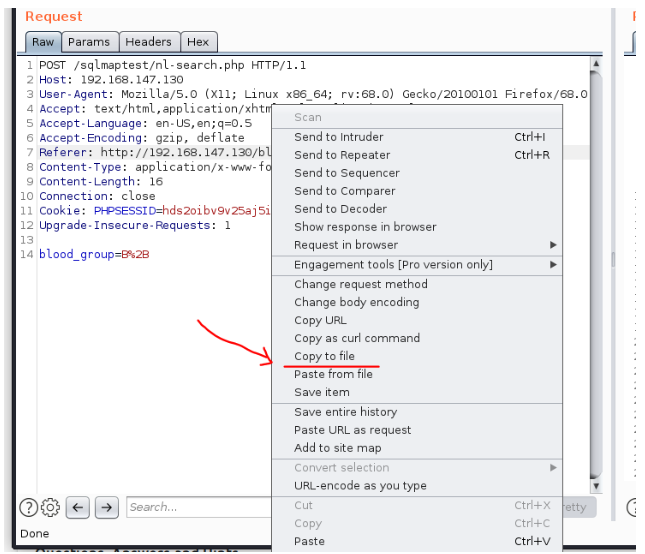 Request
Raw Params Headers Hex
1 POST /sqlmaptest/nl-search.php HTTP/1.1
2 Host: 192.168.147.130
3 User-Agent: Mozilla/5.0 (X11; Linux x86_64; rv:68.0) Gecko/20100101 Firefox/68.0
4 Accept: text/html,application/xhtm
5 Accept-Language: en-US,en;q=0.5
6 Accept-Encoding: gzip, deflate
7 Referer: http://192.168.147.130/bl
8 Content-Type: application/x-www-fo
9 Content-Length: 16
10 Connection: close
11 Cookie: PHPSESSID=hds2oibv9v25aj5i
12 Upgrade-Insecure-Requests: 1
13
14 blood_group=B%2B
Scan
Send to Intruder Ctrl+I
Send to Repeater Ctrl+R
Send to Sequencer
Send to Comparer
Send to Decoder
Show response in browser
Request in browser
Engagement tools [Pro version only]
Change request method
Change body encoding
Copy URL
Copy as curl command
Copy to file
Paste from file
Save item
Save entire history
Paste URL as request
Add to site map
Convert selection
URL-encode as you type
Cut Ctrl+X
Copy Ctrl+C
Paste Ctrl+V
? Search... etty
Done